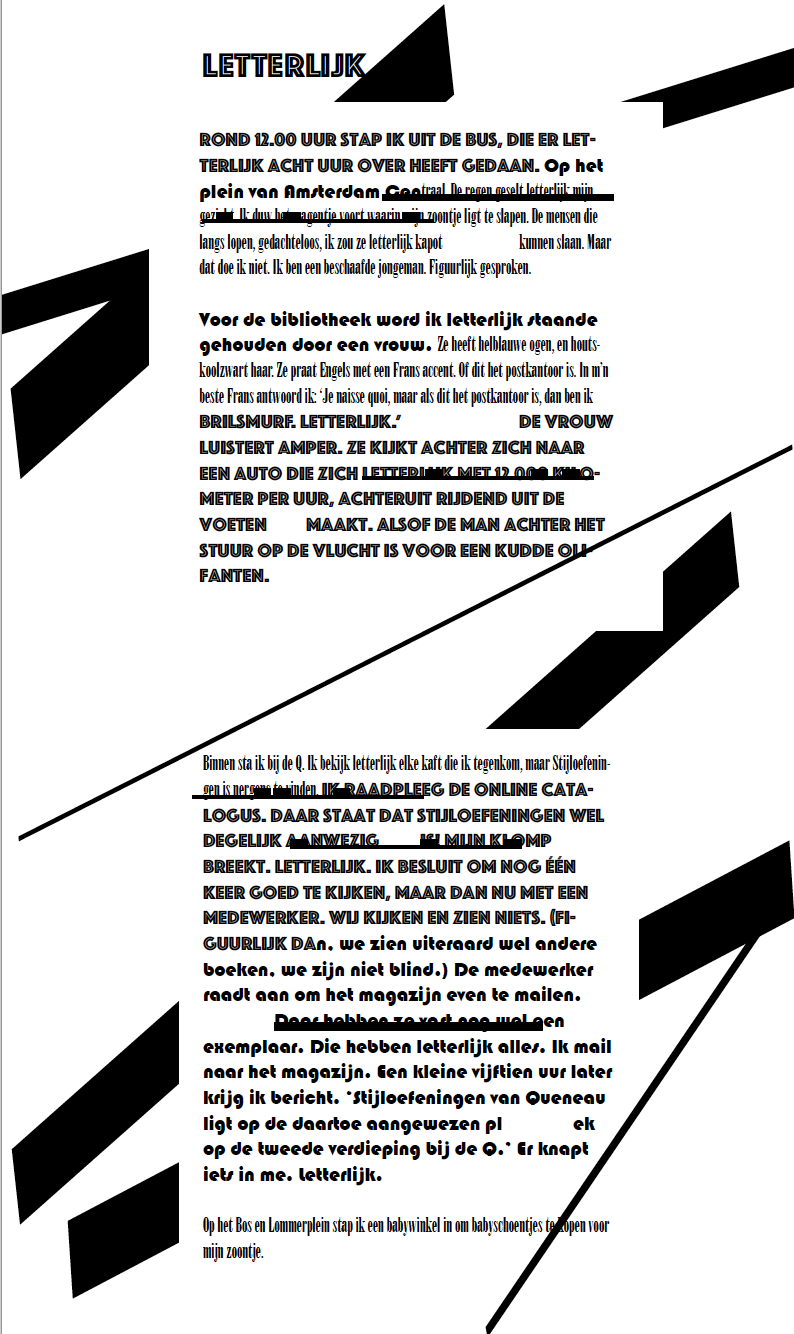 LETTERLIJK
ROND 12.00 UUR STAP IK UIT DE BUS, DIE ER LET-
TERLIJK ACHT UUR OVER HEEFT GEDAAN. Op het
plein van Amsterdam Centraal. De regen geselt letterlijk mijn
gezicht. Ik duw het wagentje voort waarin mijn zoontje ligt te slapen. De mensen die
langs lopen, gedachteloos, ik zou ze letterlijk kapot kunnen slaan. Maar
dat doe ik niet. Ik ben een beschaafde jongeman. Figuurlijk gesproken.
Voor de bibliotheek word ik letterlijk staande
gehouden door een vrouw. Ze heeft helblauwe ogen, en houts-
koolzwart haar. Ze praat Engels met een Frans accent. Of dit het postkantoor is. In m'n
beste Frans antwoord ik: ‘Je naisse quoi, maar als dit het postkantoor is, dan ben ik
BRILSMURF. LETTERLIJK.’ DE VROUW
LUISTERT AMPER. ZE KIJKT ACHTER ZICH NAAR
EEN AUTO DIE ZICH LETTERLIJK MET 12.000 KILO-
METER PER UUR, ACHTERUIT RIJDEND UIT DE
VOETEN MAAKT. ALSOF DE MAN ACHTER HET
STUUR OP DE VLUCHT IS VOOR EEN KUDDE OLI-
FANTEN.
Binnen sta ik bij de Q. Ik bekijk letterlijk elke kaft die ik tegenkom, maar Stijloefenin-
gen is nergens te vinden. IK RAADPLEEG DE ONLINE CATA-
LOGUS. DAAR STAAT DAT STIJLOEFENINGEN WEL
DEGELIJK AANWEZIG IS! MIJN KLOMP
BREEKT. LETTERLIJK. IK BESLUIT OM NOG ÉÉN
KEER GOED TE KIJKEN, MAAR DAN NU MET EEN
MEDEWERKER. WIJ KIJKEN EN ZIEN NIETS. (FI-
GUURLIJK DAn, we zien uiteraard wel andere
boeken, we zijn niet blind.) De medewerker
raadt aan om het magazijn even te mailen.
Daar hebben ze vast nog wel een
exemplaar. Die hebben letterlijk alles. Ik mail
naar het magazijn. Een kleine vijftien uur later
krijg ik bericht. ‘Stijloefeningen van Queneau
ligt op de daartoe aangewezen pl ek
op de tweede verdieping bij de Q.’ Er knapt
iets in me. Letterlijk.
Op het Bos en Lommerplein stap ik een babywinkel in om babyschoentjes te kopen voor
mijn zoontje.